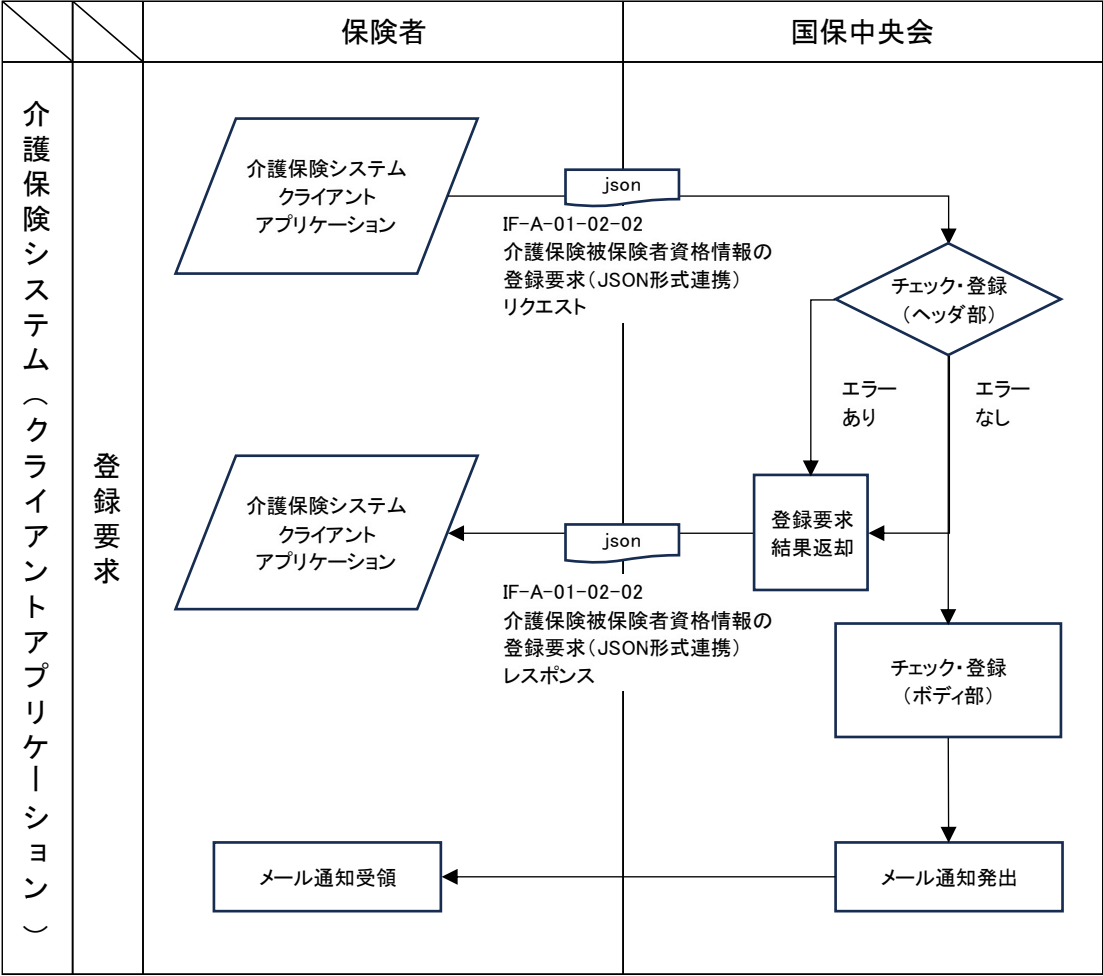 保険者
国保中央会
介護保険システム（クライアントアプリケーション）
登録要求
介護保険システム
クライアント
アプリケーション
json
IF-A-01-02-02
介護保険被保険者資格情報の
登録要求（JSON形式連携）
リクエスト
チェック・登録
（ヘッダ部）
エラー
あり
エラー
なし
介護保険システム
クライアント
アプリケーション
json
登録要求
結果返却
IF-A-01-02-02
介護保険被保険者資格情報の
登録要求（JSON形式連携）
レスポンス
チェック・登録
（ボディ部）
メール通知受領
メール通知発出